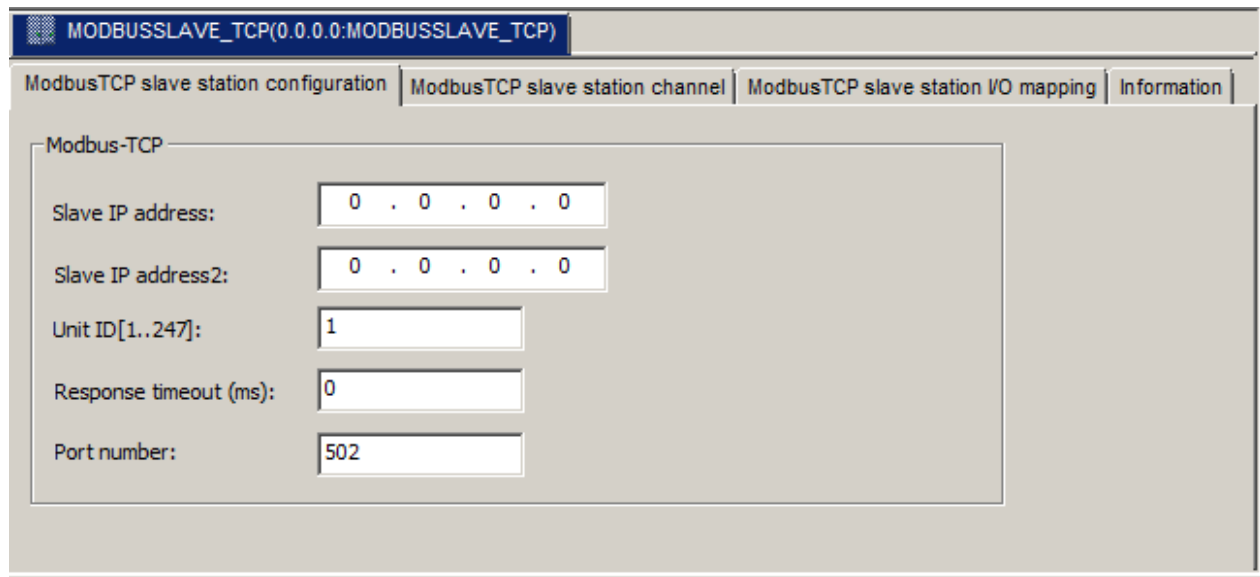 MODBUSSLAVE_TCP(0.0.0.0:MODBUSSLAVE_TCP)
ModbusTCP slave station configuration ModbusTCP slave station channel ModbusTCP slave station I/O mapping Information
Modbus-TCP
Slave IP address: 0 . 0 . 0 . 0
Slave IP address2: 0 . 0 . 0 . 0
Unit ID[1..247]: 1
Response timeout (ms): 0
Port number: 502